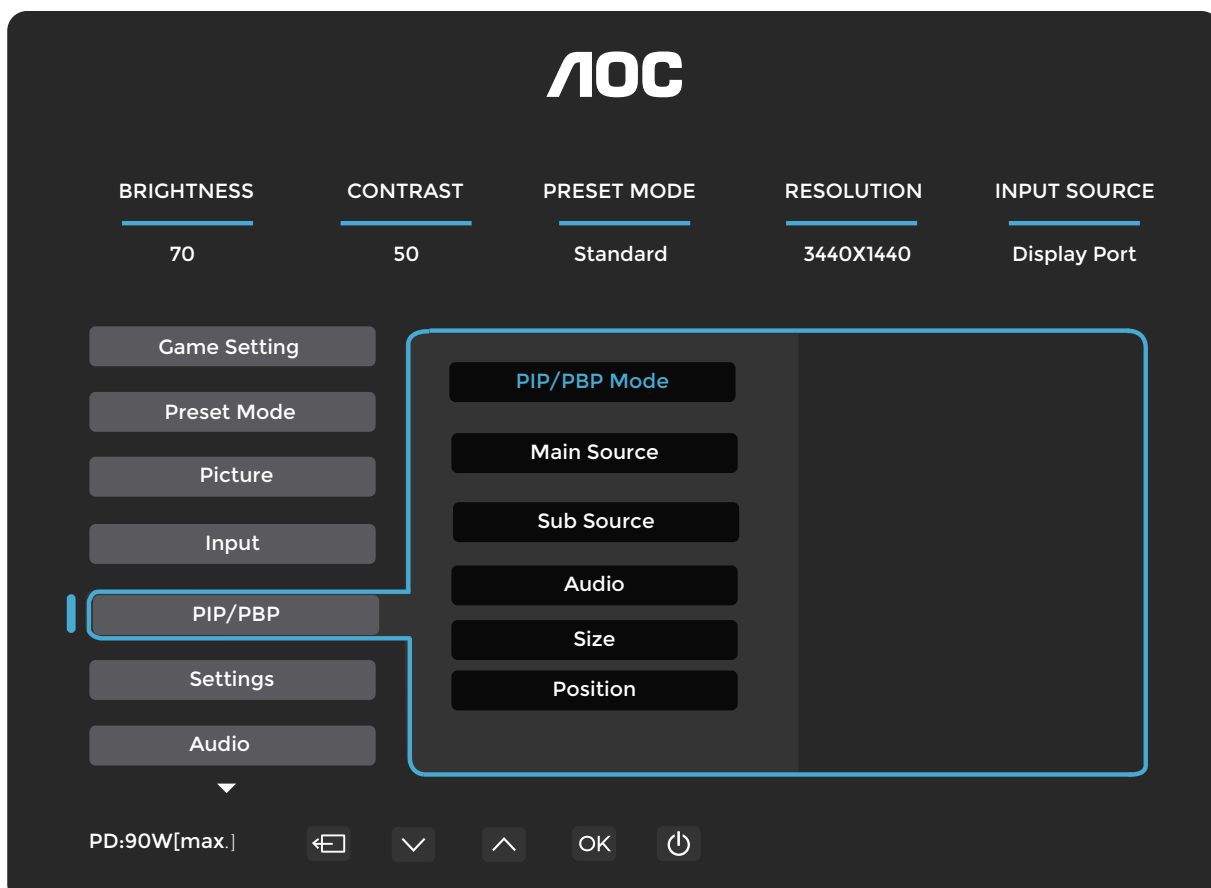 AOC
BRIGHTNESS CONTRAST PRESET MODE RESOLUTION INPUT SOURCE
70 50 Standard 3440X1440 Display Port
Game Setting
Preset Mode
Picture
Input
PIP/PBP
Settings
Audio
PIP/PBP Mode
Main Source
Sub Source
Audio
Size
Position
PD:90W[max.]
OK